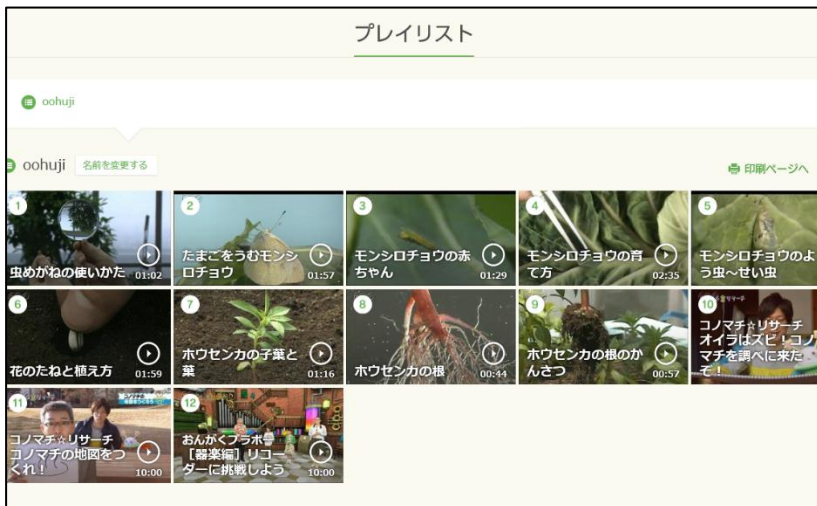 プレイリスト
oohuji
oohuji 名前を変更する
印刷ページへ
1
虫めがねの使いかた 01:02
2
たまごをうむモンシ
ロチョウ 01:57
3
モンシロチョウの赤
ちゃん 01:29
4
モンシロチョウの育
て方 02:35
5
モンシロチョウのよ
う虫~せい虫
6
花のたねと植え方 01:59
7
ホウセンカの子葉と
葉 01:16
8
ホウセンカの根 00:44
9
ホウセンカの根のか
んさつ 00:57
10
コノマチ☆リサーチ
オイラはズビ!コノ
マチを調べに来た
ぞ!
11
コノマチ☆リサーチ
コノマチの地図をつ
くれ! 10:00
12
おんがくブラボー
[器楽編]リコー
ダーに挑戦しよう 10:00